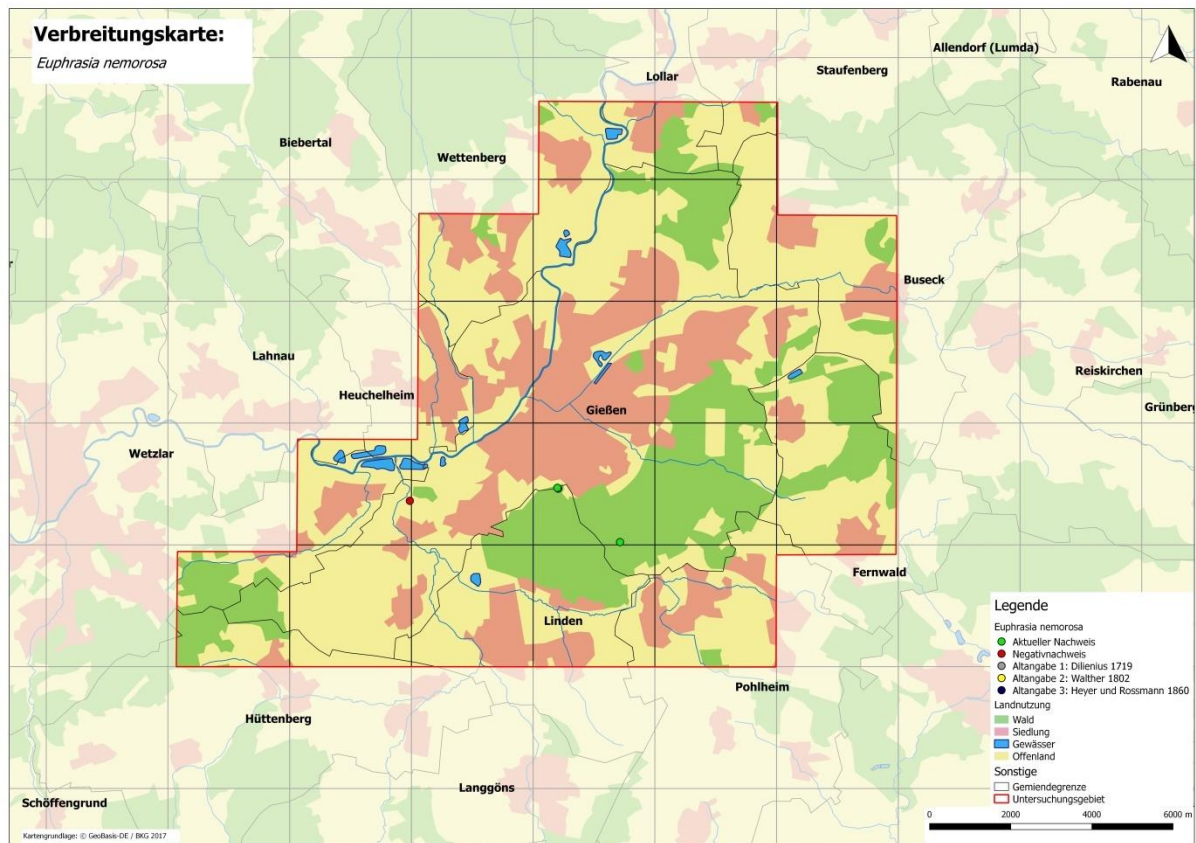 Verbreitungskarte:
Euphrasia nemorosa
Allendorf (Lumda)
Lollar
Staufenberg
Rabenau
Biebertal
Wettenberg
r
Buseck
Lahnau
Reiskirchen
Heuchelheim
Grünberg
Gießen
Wetzlar
Fernwald
Linden
Pohlheim
Hüttenberg
Langgöns
Schöffengrund
Legende
Euphrasia nemorosa
Aktueller Nachweis
Negativnachweis
Altangabe 1: Dilienius 1719
Altangabe 2: Walther 1802
Altangabe 3: Heyer und Rossmann 1860
Landnutzung
Wald
Siedlung
Gewässer
Offenland
Sonstige
Gemiendegrenze
Untersuchungsgebiet
0 2000 4000 6000 m
Kartengrundlage: © GeoBasis-DE / BKG 2017